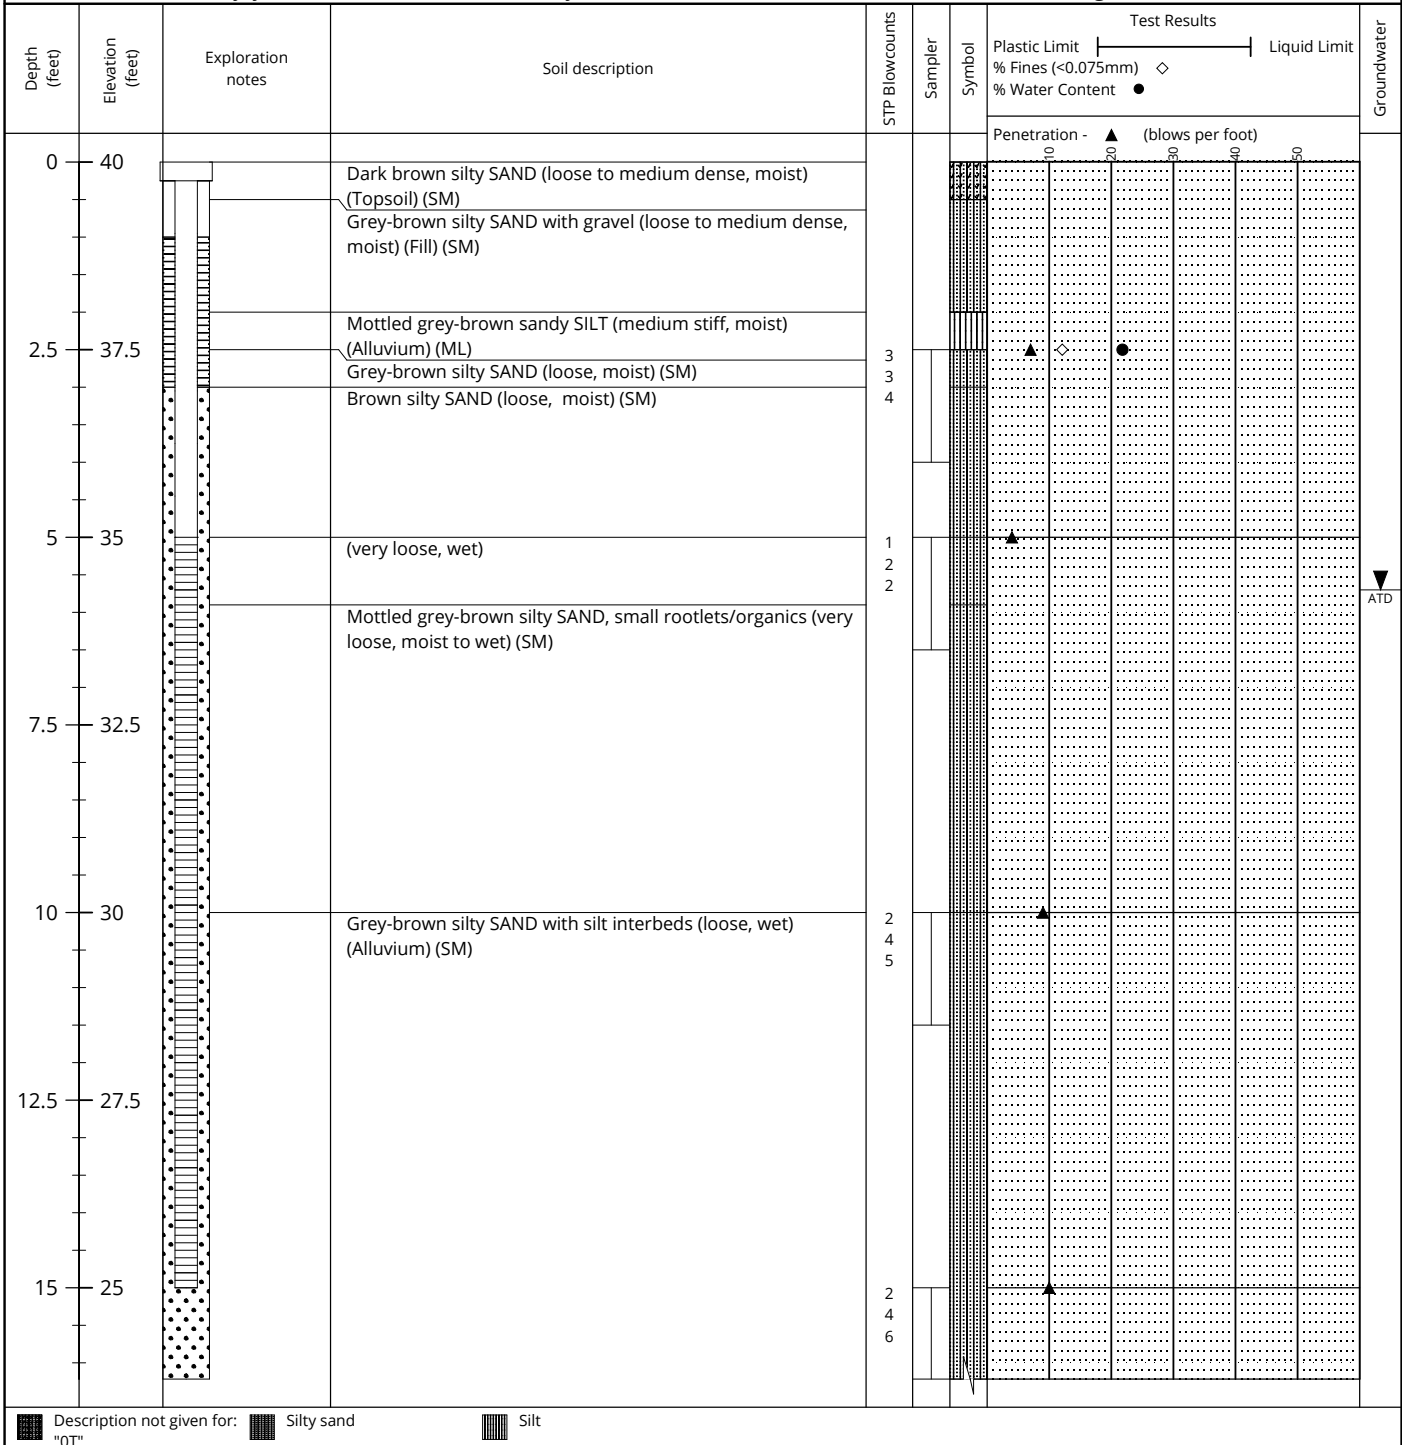 Depth
(feet)
Elevation
(feet)
Exploration
notes
Soil description
STP Blowcounts
Sampler
Symbol
Test Results
Plastic Limit
Liquid Limit
% Fines (<0.075mm)
% Water Content
Penetration -
(blows per foot)
Groundwater
10
20
30
40
50
0
40
Dark brown silty SAND (loose to medium dense, moist)
(Topsoil) (SM)
Grey-brown silty SAND with gravel (loose to medium dense,
moist) (Fill) (SM)
Mottled grey-brown sandy SILT (medium stiff, moist)
(Alluvium) (ML)
2.5
37.5
3
Grey-brown silty SAND (loose, moist) (SM)
3
Brown silty SAND (loose,  moist) (SM)
4
5
35
(very loose, wet)
1
2
2
ATD
Mottled grey-brown silty SAND, small rootlets/organics (very
loose, moist to wet) (SM)
7.5
32.5
10
30
Grey-brown silty SAND with silt interbeds (loose, wet)
(Alluvium) (SM)
2
4
5
12.5
27.5
15
25
2
4
6
Description not given for:
"0T"
Silty sand
Silt